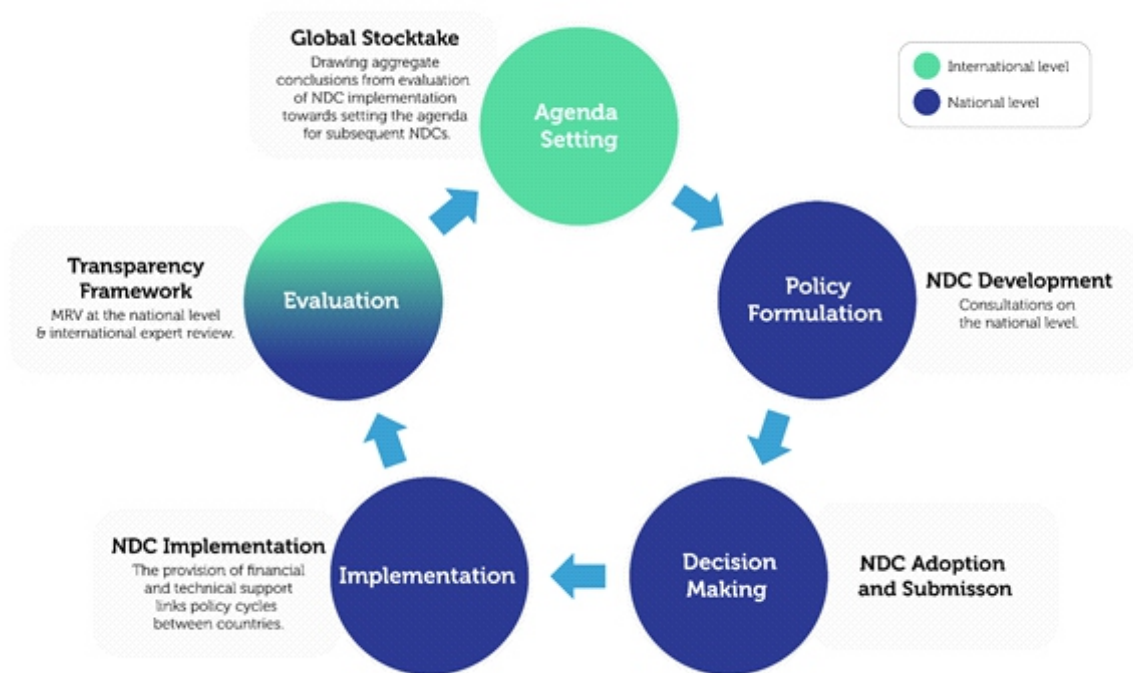 Global Stocktake
Drawing aggregate
conclusions from evaluation
of NDC implementation
towards setting the agenda
for subsequent NDCs.
Agenda
Setting
International level
National level
Transparency
Framework
MRV at the national level
& international expert review.
Evaluation
Policy
Formulation
NDC Development
Consultations on
the national level.
NDC Implementation
The provision of financial
and technical support
links policy cycles
between countries.
Implementation
Decision
Making
NDC Adoption
and Submisson